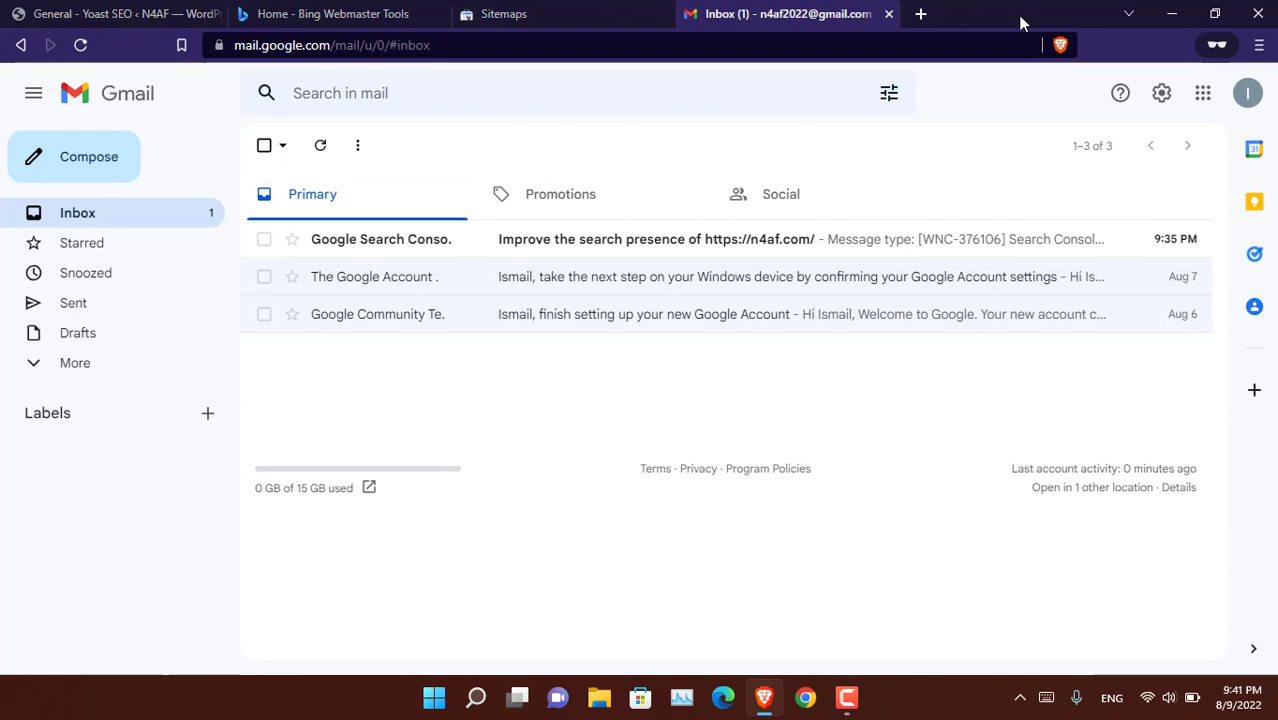 General - Yoast SEO ‹ N4AF — WordPr
Home - Bing Webmaster Tools
Sitemaps
Inbox (1) - n4af2022@gmail.com
mail.google.com/mail/u/0/#inbox
Gmail
Search in mail
I
Compose
1–3 of 3
31
Primary
Promotions
Social
Inbox
1
Google Search Conso.
Improve the search presence of https://n4af.com/ - Message type: [WNC-376106] Search Consol...
9:35 PM
Starred
The Google Account .
Ismail, take the next step on your Windows device by confirming your Google Account settings - Hi Is...
Aug 7
Snoozed
Google Community Te.
Ismail, finish setting up your new Google Account - Hi Ismail, Welcome to Google. Your new account c...
Aug 6
Sent
Drafts
More
Labels
0 GB of 15 GB used
Terms · Privacy · Program Policies
Last account activity: 0 minutes ago
Open in 1 other location · Details
ENG
9:41 PM
8/9/2022